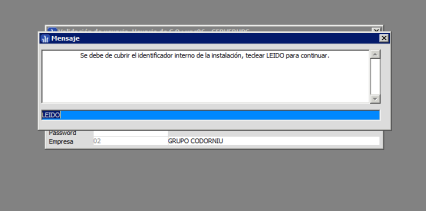 Mensaje
Se debe de cubrir el identificador interno de la instalación, teclear LEIDO para continuar.
LEIDO
Password
Empresa 02 GRUPO CODORNIU